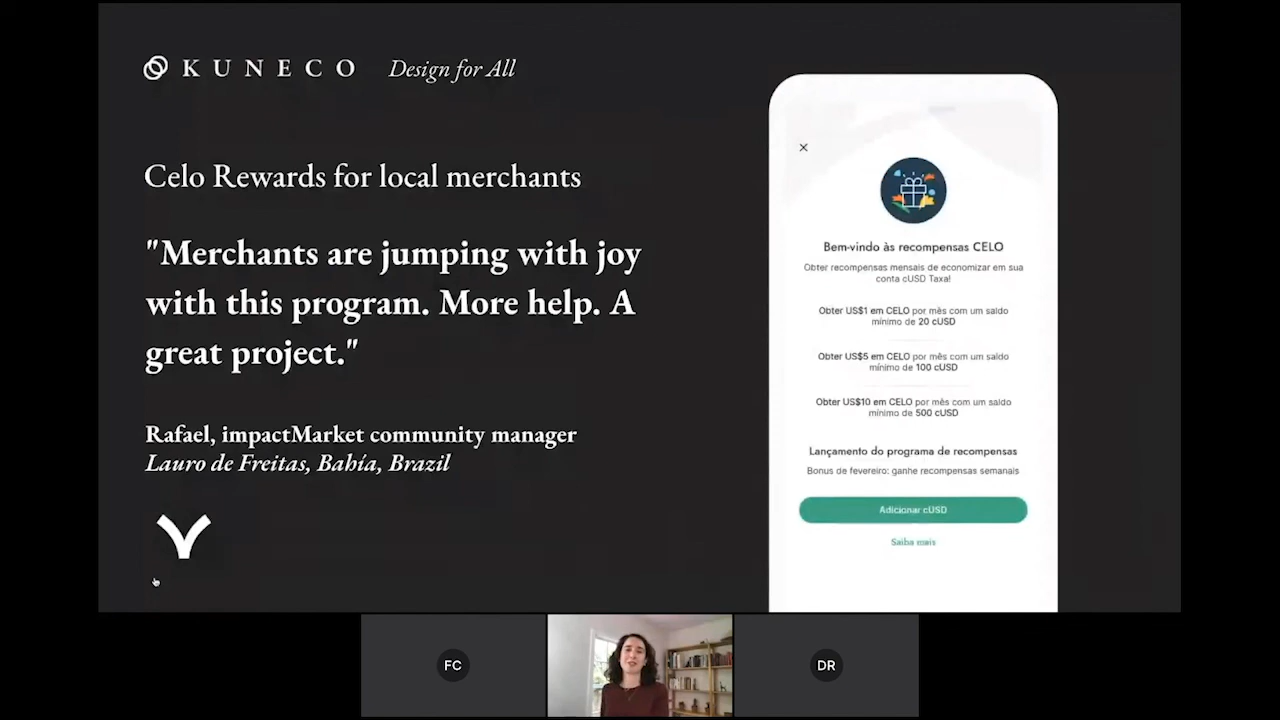 KUNECO Design for All
Celo Rewards for local merchants
"Merchants are jumping with joy
with this program. More help. A
great project."
Rafael, impactMarket community manager
Lauro de Freitas, Bahía, Brazil
Bem-vindo às recompensas CELO
Obter recompensas mensais de economizar em sua
conta cUSD Taxa!
Obter US$1 em CELO por mês com um saldo
mínimo de 20 cUSD
Obter US$5 em CELO por mês com um saldo
mínimo de 100 cUSD
Obter US$10 em CELO por mês com um saldo
mínimo de 500 cUSD
Lançamento do programa de recompensas
Bonus de fevereiro: ganhe recompensas semanais
Adicionar cUSD
Saiba mais
FC
DR